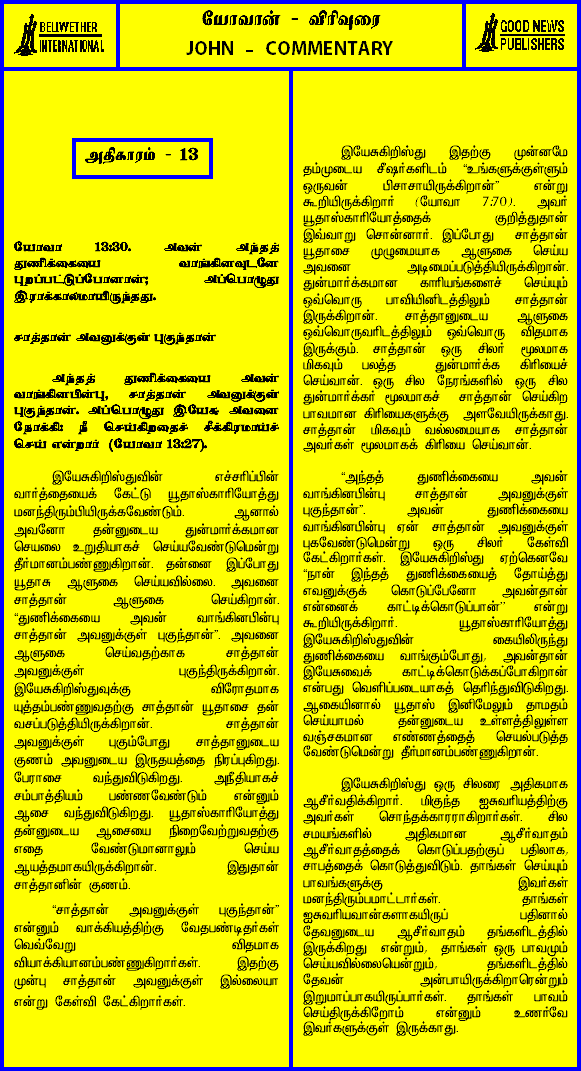 BELLWETHER
INTERNATIONAL
யோவான் - விரிவுரை
JOHN - COMMENTARY
GOOD NEWS
PUBLISHERS
அதிகாரம் - 13
யோவா 13:30. அவன் அந்தத்
துணிக்கையை வாங்கினவுடனே
புறப்பட்டுப்போனான்; அப்பொழுது
இராக்காலமாயிருந்தது.
சாத்தான் அவனுக்குள் புகுந்தான்
அந்தத் துணிக்கையை அவன்
வாங்கினபின்பு, சாத்தான் அவனுக்குள்
புகுந்தான். அப்பொழுது இயேசு அவனை
நோக்கி: நீ செய்கிறதைச் சீக்கிரமாய்ச்
செய் என்றார் (யோவா 13:27).
இயேசுகிறிஸ்துவின் எச்சரிப்பின்
வார்த்தையைக் கேட்டு யூதாஸ்காரியோத்து
மனந்திரும்பியிருக்கவேண்டும். ஆனால்
அவனோ தன்னுடைய துன்மார்க்கமான
செயலை உறுதியாகச் செய்யவேண்டுமென்று
தீர்மானம்பண்ணுகிறான். தன்னை இப்போது
யூதாசு ஆளுகை செய்யவில்லை. அவனை
சாத்தான் ஆளுகை செய்கிறான்.
“துணிக்கையை அவன் வாங்கினபின்பு
சாத்தான் அவனுக்குள் புகுந்தான்”. அவனை
ஆளுகை செய்வதற்காக சாத்தான்
அவனுக்குள் புகுந்திருக்கிறான்.
இயேசுகிறிஸ்துவுக்கு விரோதமாக
யுத்தம்பண்ணுவதற்கு சாத்தான் யூதாசை தன்
வசப்படுத்தியிருக்கிறான். சாத்தான்
அவனுக்குள் புகும்போது சாத்தானுடைய
குணம் அவனுடைய இருதயத்தை நிரப்புகிறது.
பேராசை வந்துவிடுகிறது. அநீதியாகச்
சம்பாத்தியம் பண்ணவேண்டும் என்னும்
ஆசை வந்துவிடுகிறது. யூதாஸ்காரியோத்து
தன்னுடைய ஆசையை நிறைவேற்றுவதற்கு
எதை வேண்டுமானாலும் செய்ய
ஆயத்தமாகயிருக்கிறான். இதுதான்
சாத்தானின் குணம்.
“சாத்தான் அவனுக்குள் புகுந்தான்”
என்னும் வாக்கியத்திற்கு வேதபண்டிதர்கள்
வெவ்வேறு விதமாக
வியாக்கியானம்பண்ணுகிறார்கள். இதற்கு
முன்பு சாத்தான் அவனுக்குள் இல்லையா
என்று கேள்வி கேட்கிறார்கள்.
இயேசுகிறிஸ்து இதற்கு முன்னமே
தம்முடைய சீஷர்களிடம் “உங்களுக்குள்ளும்
ஒருவன் பிசாசாயிருக்கிறான்” என்று
கூறியிருக்கிறார் (யோவா 7:70). அவர்
யூதாஸ்காரியோத்தைக் குறித்துதான்
இவ்வாறு சொன்னார். இப்போது சாத்தான்
யூதாசை முழுமையாக ஆளுகை செய்ய
அவனை அடிமைப்படுத்தியிருக்கிறான்.
துன்மார்க்கமான காரியங்களைச் செய்யும்
ஒவ்வொரு பாவியினிடத்திலும் சாத்தான்
இருக்கிறான். சாத்தானுடைய ஆளுகை
ஒவ்வொருவரிடத்திலும் ஒவ்வொரு விதமாக
இருக்கும். சாத்தான் ஒரு சிலர் மூலமாக
மிகவும் பலத்த துன்மார்க்க கிரியைச்
செய்வான். ஒரு சில நேரங்களில் ஒரு சில
துன்மார்க்கர் மூலமாகச் சாத்தான் செய்கிற
பாவமான கிரியைகளுக்கு அளவேயிருக்காது.
சாத்தான் மிகவும் வல்லமையாக சாத்தான்
அவர்கள் மூலமாகக் கிரியை செய்வான்.
“அந்தத் துணிக்கையை அவன்
வாங்கினபின்பு சாத்தான் அவனுக்குள்
புகுந்தான்”. அவன் துணிக்கையை
வாங்கினபின்பு ஏன் சாத்தான் அவனுக்குள்
புகவேண்டுமென்று ஒரு சிலர் கேள்வி
கேட்கிறார்கள். இயேசுகிறிஸ்து ஏற்கெனவே
“நான் இந்தத் துணிக்கையைத் தோய்த்து
எவனுக்குக் கொடுப்பேனோ அவன்தான்
என்னைக் காட்டிக்கொடுப்பான்” என்று
கூறியிருக்கிறார். யூதாஸ்காரியோத்து
இயேசுகிறிஸ்துவின் கையிலிருந்து
துணிக்கையை வாங்கும்போது, அவன்தான்
இயேசுவைக் காட்டிக்கொடுக்கப்போகிறான்
என்பது வெளிப்படையாகத் தெரிந்துவிடுகிறது.
ஆகையினால் யூதாஸ் இனிமேலும் தாமதம்
செய்யாமல் தன்னுடைய உள்ளத்திலுள்ள
வஞ்சகமான எண்ணத்தைச் செயல்படுத்த
வேண்டுமென்று தீர்மானம்பண்ணுகிறான்.
இயேசுகிறிஸ்து ஒரு சிலரை அதிகமாக
ஆசீர்வதிக்கிறார். மிகுந்த ஐசுவரியத்திற்கு
அவர்கள் சொந்தக்காரராகிறார்கள். சில
சமயங்களில் அதிகமான ஆசீர்வாதம்
ஆசீர்வாதத்தைக் கொடுப்பதற்குப் பதிலாக,
சாபத்தைக் கொடுத்துவிடும். தாங்கள் செய்யும்
பாவங்களுக்கு இவர்கள்
மனந்திரும்பமாட்டார்கள். தாங்கள்
ஐசுவரியவான்களாகயிருப் பதினால்
தேவனுடைய ஆசீர்வாதம் தங்களிடத்தில்
இருக்கிறது என்றும், தாங்கள் ஒரு பாவமும்
செய்யவில்லையென்றும், தங்களிடத்தில்
தேவன் அன்பாயிருக்கிறாரென்றும்
இறுமாப்பாகயிருப்பார்கள். தாங்கள் பாவம்
செய்திருக்கிறோம் என்னும் உணர்வே
இவர்களுக்குள் இருக்காது.